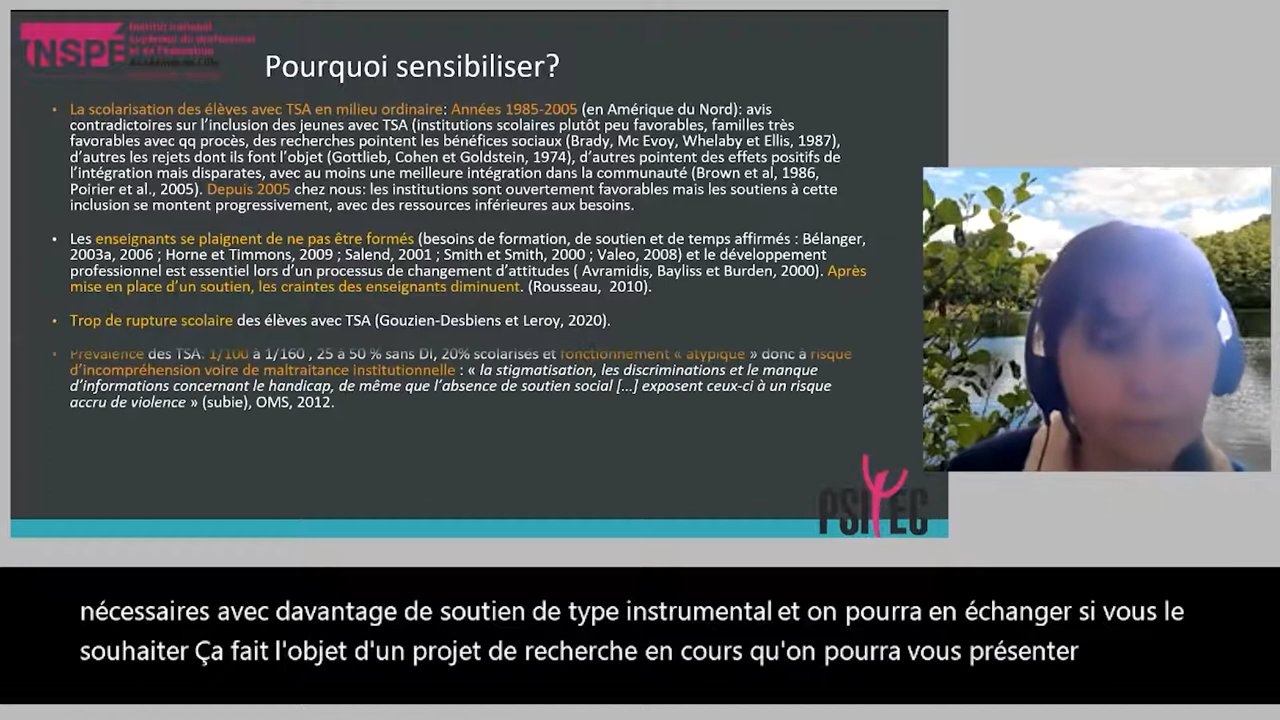 Institut national
supérieur du professorat
et de l'éducation
INSPÉ
Pourquoi sensibiliser?
• La scolarisation des élèves avec TSA en milieu ordinaire: Années 1985-2005 (en Amérique du Nord): avis
contradictoires sur l'inclusion des jeunes avec TSA (institutions scolaires plutôt peu favorables, familles très
favorables avec qq procès, des recherches pointent les bénéfices sociaux (Brady, Mc Evoy, Whelaby et Ellis, 1987),
d'autres les rejets dont ils font l'objet (Gottlieb, Cohen et Goldstein, 1974), d'autres pointent des effets positifs de
l'intégration mais disparates, avec au moins une meilleure intégration dans la communauté (Brown et al, 1986,
Poirier et al., 2005). Depuis 2005 chez nous: les institutions sont ouvertement favorables mais les soutiens à cette
inclusion se montent progressivement, avec des ressources inférieures aux besoins.
• Les enseignants se plaignent de ne pas être formés (besoins de formation, de soutien et de temps affirmés : Bélanger,
2003a, 2006 ; Horne et Timmons, 2009 ; Salend, 2001 ; Smith et Smith, 2000 ; Valeo, 2008) et le développement
professionnel est essentiel lors d'un processus de changement d'attitudes ( Avramidis, Bayliss et Burden, 2000). Après
mise en place d'un soutien, les craintes des enseignants diminuent. (Rousseau, 2010).
• Trop de rupture scolaire des élèves avec TSA (Gouzien-Desbiens et Leroy, 2020).
• Prévalence des TSA: 1/100 à 1/160 , 25 à 50 % sans DI, 20% scolarisés et fonctionnement « atypique » donc à risque
d'incompréhension voire de maltraitance institutionnelle : « la stigmatisation, les discriminations et le manque
d'informations concernant le handicap, de même que l'absence de soutien social [...] exposent ceux-ci à un risque
accru de violence » (subie), OMS, 2012.
PSITEC
nécessaires avec davantage de soutien de type instrumental et on pourra en échanger si vous le
souhaiter Ça fait l'objet d'un projet de recherche en cours qu'on pourra vous présenter